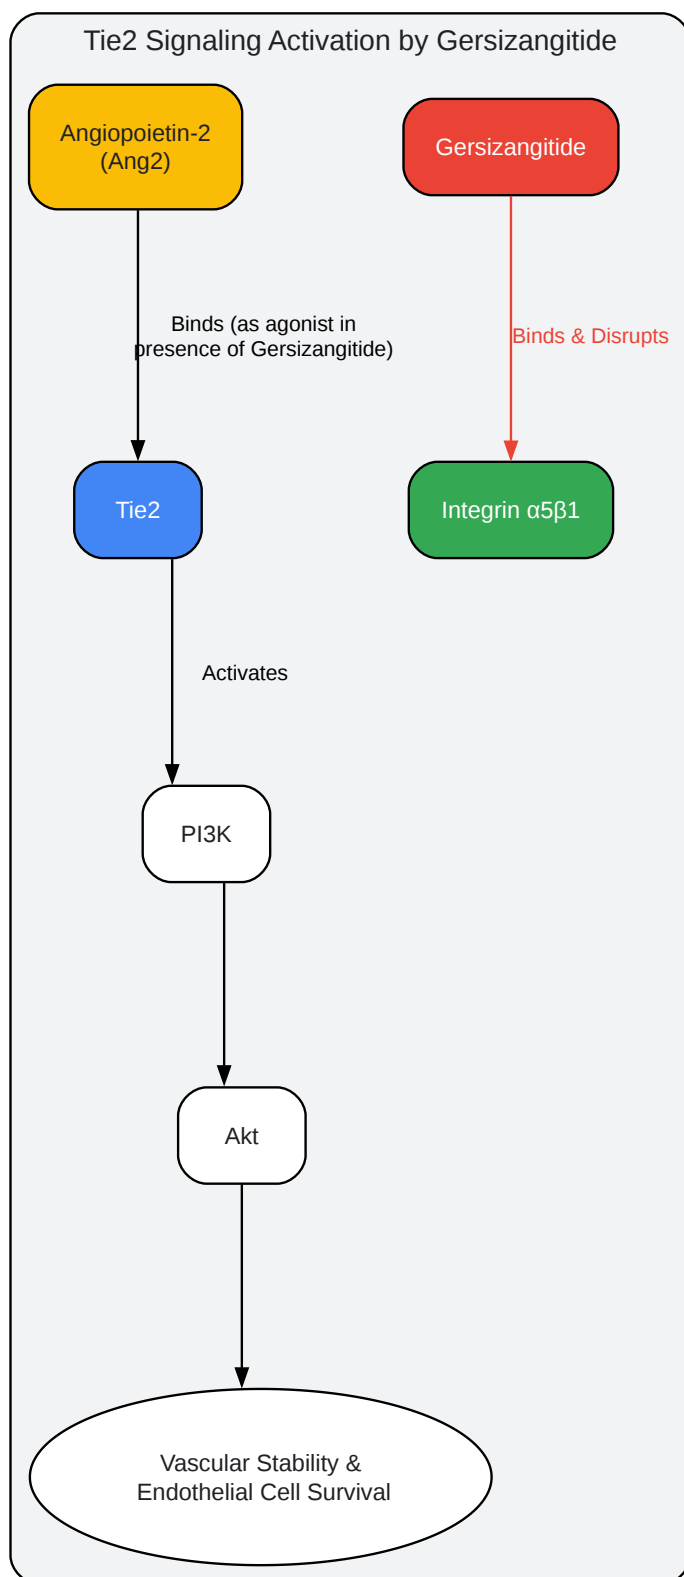 Tie2 Signaling Activation by Gersizangitide
Angiopoietin-2
(Ang2)
Gersizangitide
Binds (as agonist in
presence of Gersizangitide)
Binds & Disrupts
Tie2
Integrin α5β1
Activates
PI3K
Akt
Vascular Stability &
Endothelial Cell Survival